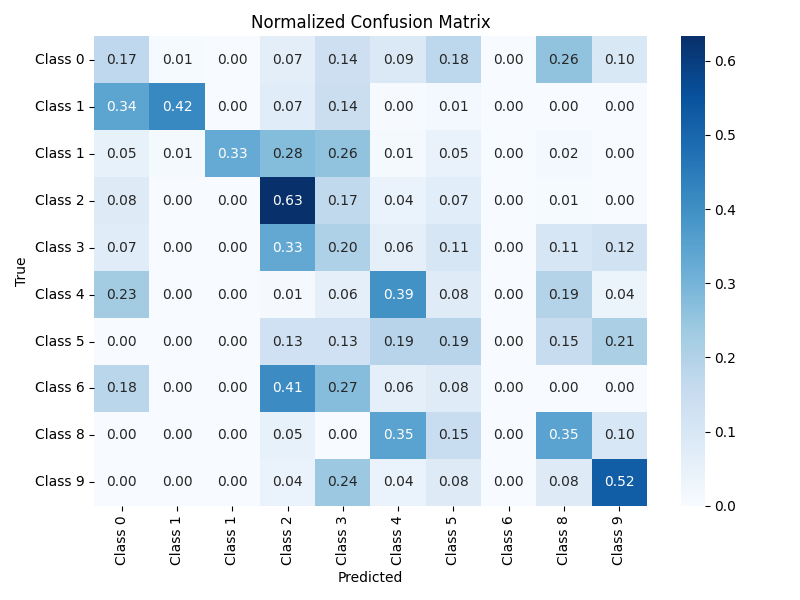 Normalized Confusion Matrix
Class 0 0.17 0.01 0.00 0.07 0.14 0.09 0.18 0.00 0.26 0.10
Class 1 0.34 0.42 0.00 0.07 0.14 0.00 0.01 0.00 0.00 0.00
Class 1 0.05 0.01 0.33 0.28 0.26 0.01 0.05 0.00 0.02 0.00
Class 2 0.08 0.00 0.00 0.63 0.17 0.04 0.07 0.00 0.01 0.00
Class 3 0.07 0.00 0.00 0.33 0.20 0.06 0.11 0.00 0.11 0.12
Class 4 0.23 0.00 0.00 0.01 0.06 0.39 0.08 0.00 0.19 0.04
Class 5 0.00 0.00 0.00 0.13 0.13 0.19 0.19 0.00 0.15 0.21
Class 6 0.18 0.00 0.00 0.41 0.27 0.06 0.08 0.00 0.00 0.00
Class 8 0.00 0.00 0.00 0.05 0.00 0.35 0.15 0.00 0.35 0.10
Class 9 0.00 0.00 0.00 0.04 0.24 0.04 0.08 0.00 0.08 0.52
True
Class 0 Class 1 Class 1 Class 2 Class 3 Class 4 Class 5 Class 6 Class 8 Class 9
Predicted
0.6
0.5
0.4
0.3
0.2
0.1
0.0